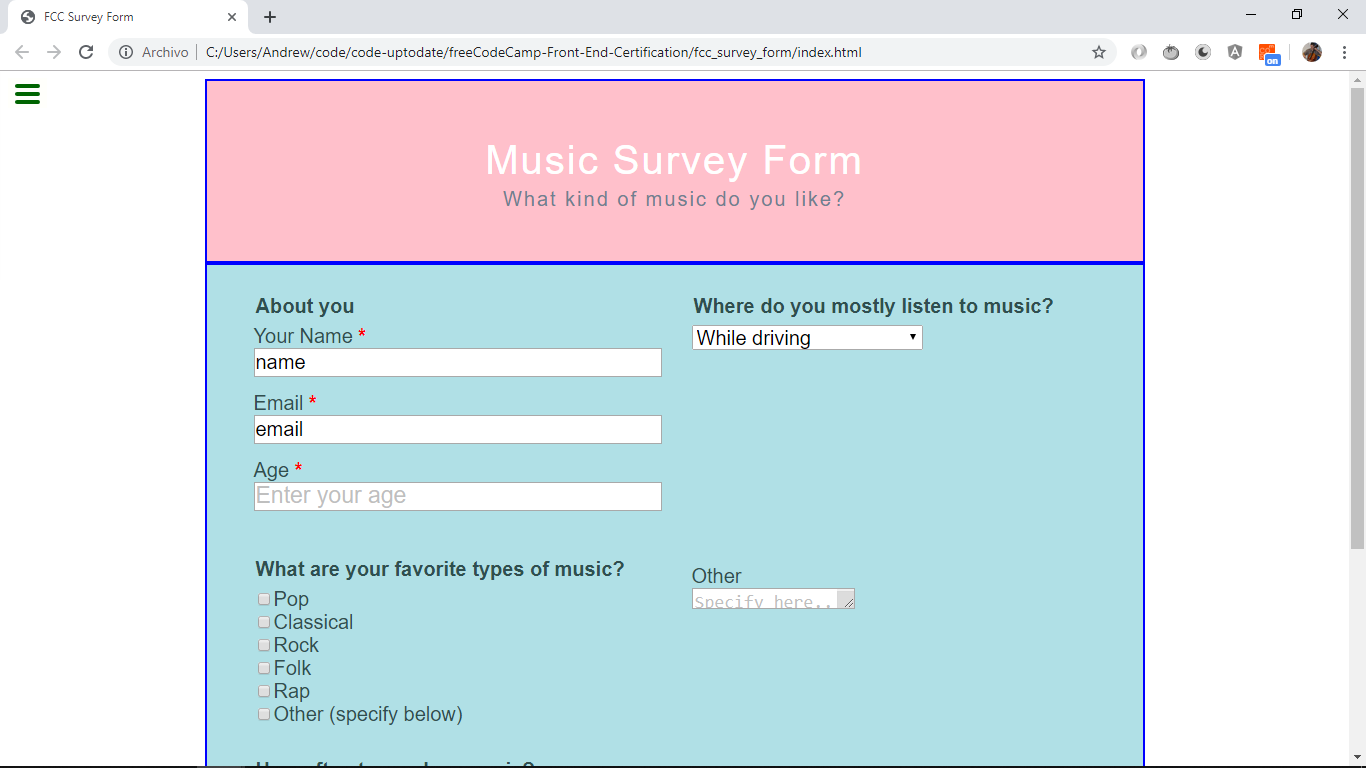 FCC Survey Form
Archivo
C:/Users/Andrew/code/code-uptodate/freeCodeCamp-Front-End-Certification/fcc_survey_form/index.html
on
Music Survey Form
What kind of music do you like?
About you
Your Name *
name
Email *
email
Age *
Enter your age
Where do you mostly listen to music?
While driving
What are your favorite types of music?
Pop
Classical
Rock
Folk
Rap
Other (specify below)
Other
Specify here..